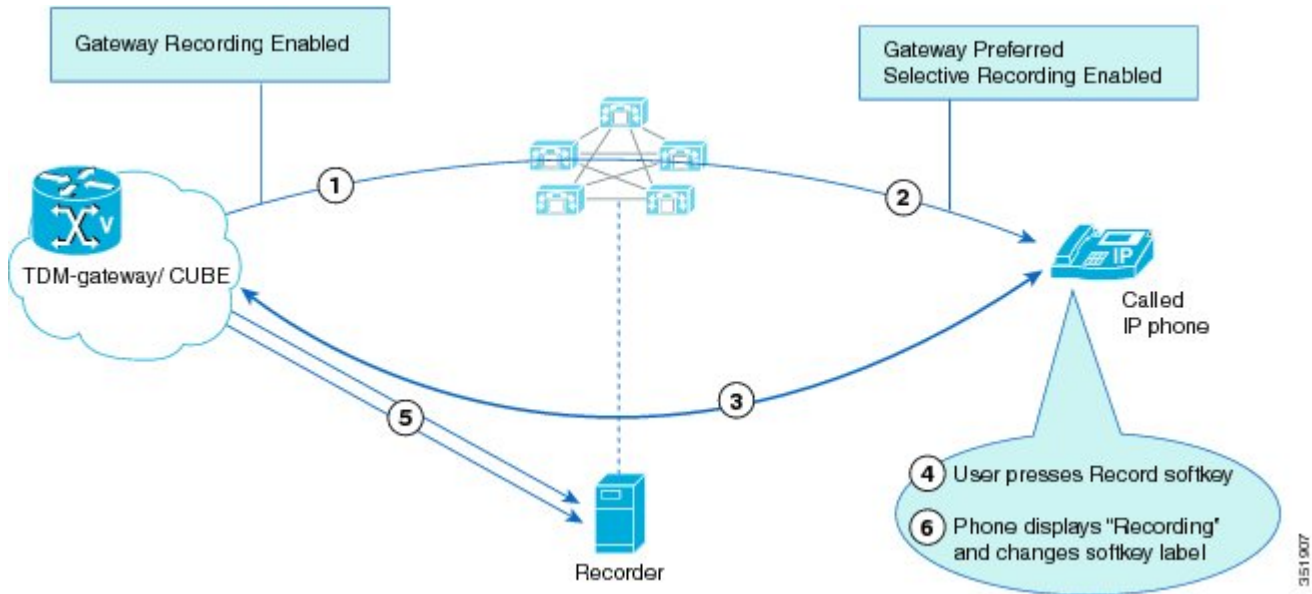 Gateway Recording Enabled
Gateway Preferred
Selective Recording Enabled
1
2
V
TDM-gateway/ CUBE
IP
Called
IP phone
3
5
4 User presses Record softkey
6 Phone displays "Recording"
and changes softkey label
Recorder
351907